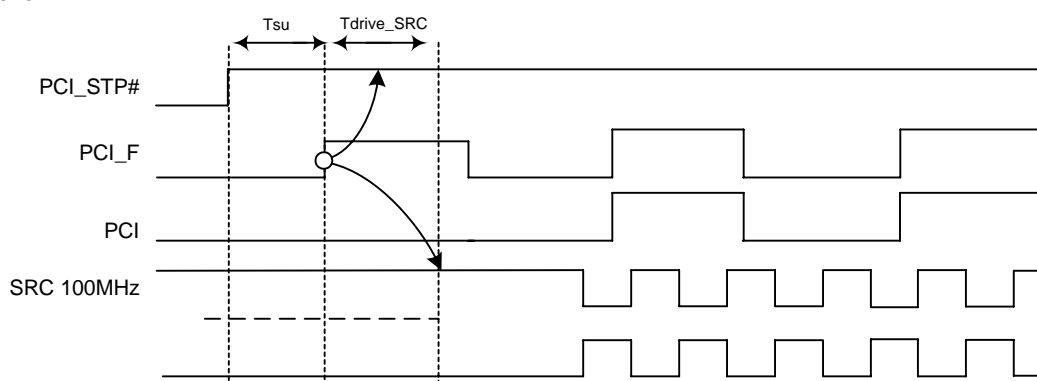 Tsu
Tdrive_SRC
PCI_STP#
PCI_F
PCI
SRC 100MHz